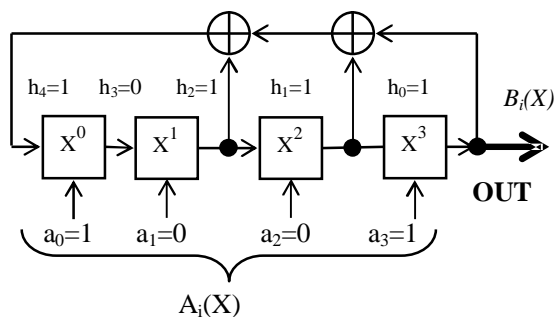 h₄=1 h₃=0 h₂=1 h₁=1 h₀=1 Bᵢ(X)
X⁰ X¹ X² X³
OUT
a₀=1 a₁=0 a₂=0 a₃=1
Aᵢ(X)